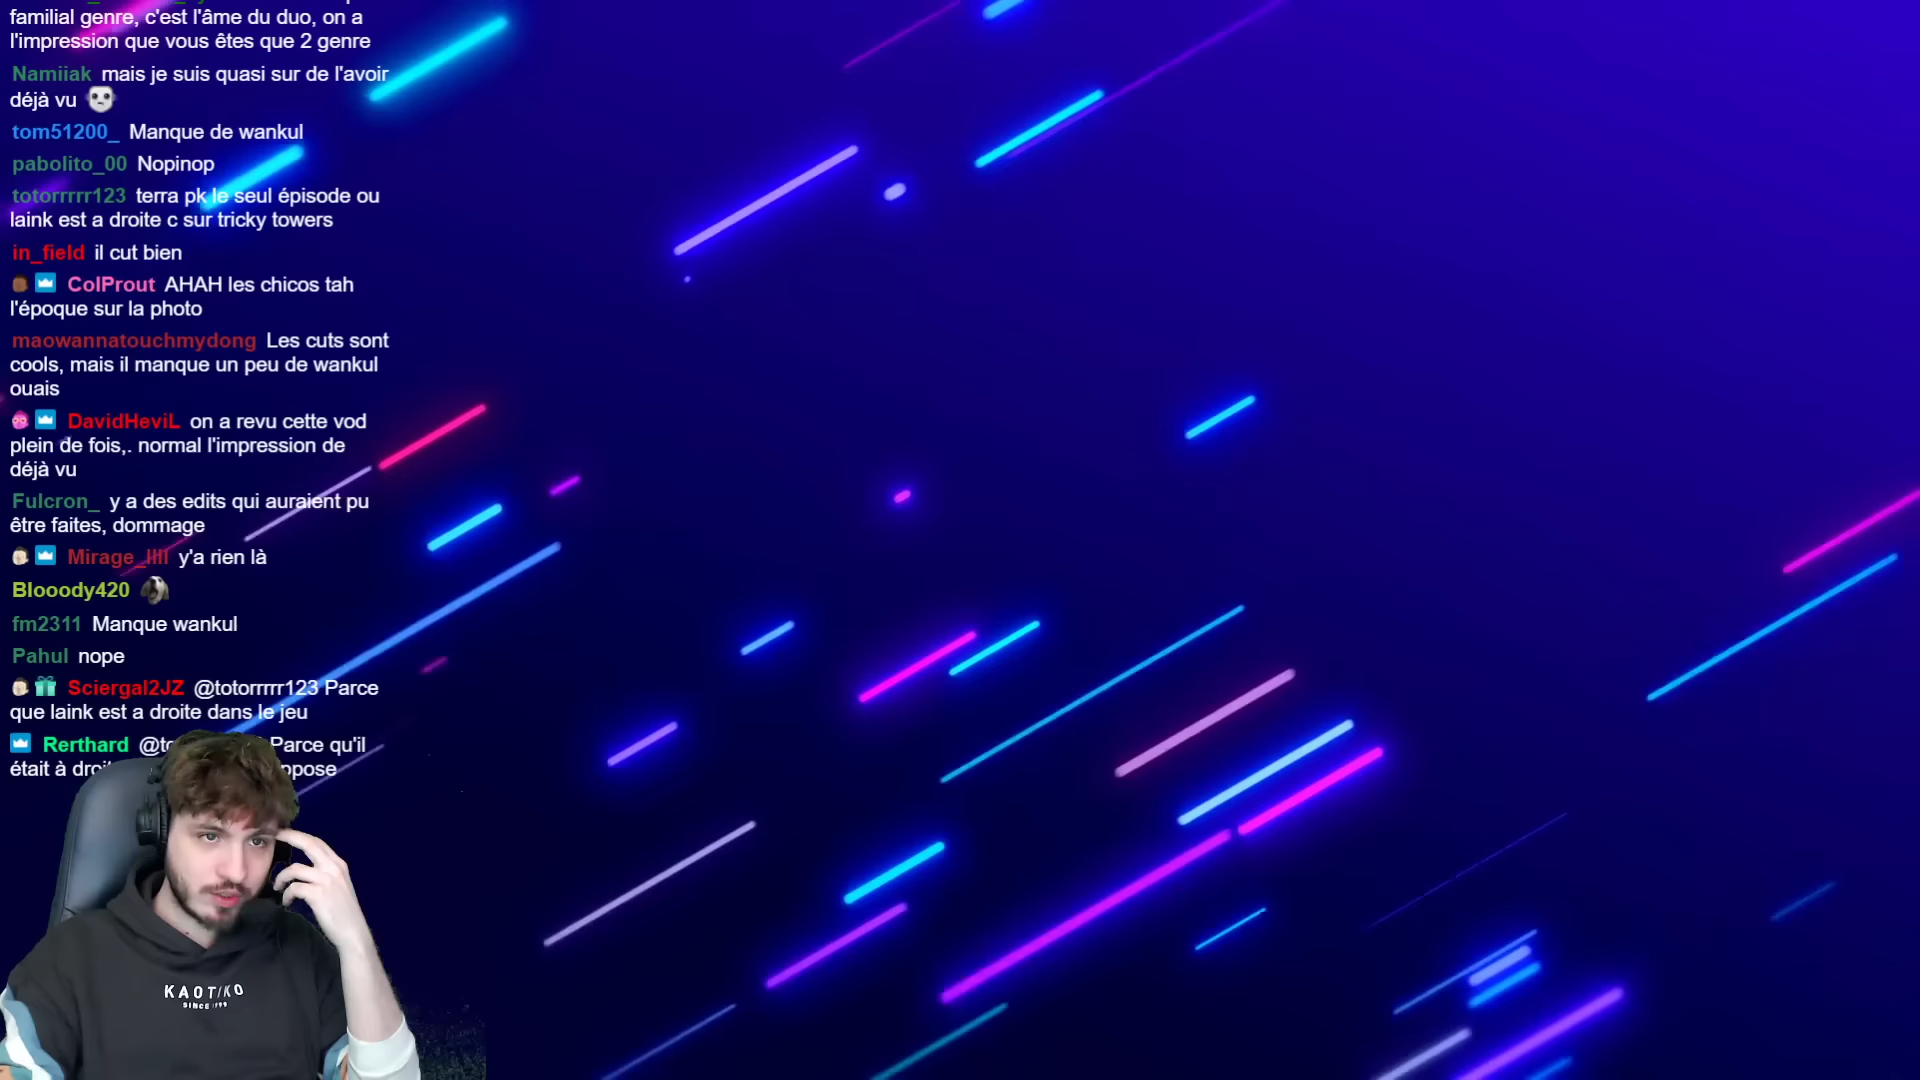 familial genre, c'est l'âme du duo, on a
l'impression que vous êtes que 2 genre
Namiiak mais je suis quasi sur de l'avoir
déjà vu
tom51200_ Manque de wankul
pabolito_00 Nopinop
totorrrrr123 terra pk le seul épisode ou
laink est a droite c sur tricky towers
in_field il cut bien
ColProut AHAH les chicos tah
l'époque sur la photo
maowannatouchmydong Les cuts sont
cools, mais il manque un peu de wankul
ouais
DavidHeviL on a revu cette vod
plein de fois,. normal l'impression de
déjà vu
Fulcron_ y a des edits qui auraient pu
être faites, dommage
Mirage_llll y'a rien là
Blooody420
fm2311 Manque wankul
Pahul nope
Sciergal2JZ @totorrrrr123 Parce
que laink est a droite dans le jeu
Rerthard Parce qu'il
était à
KAOTIKO
SINCE 1999